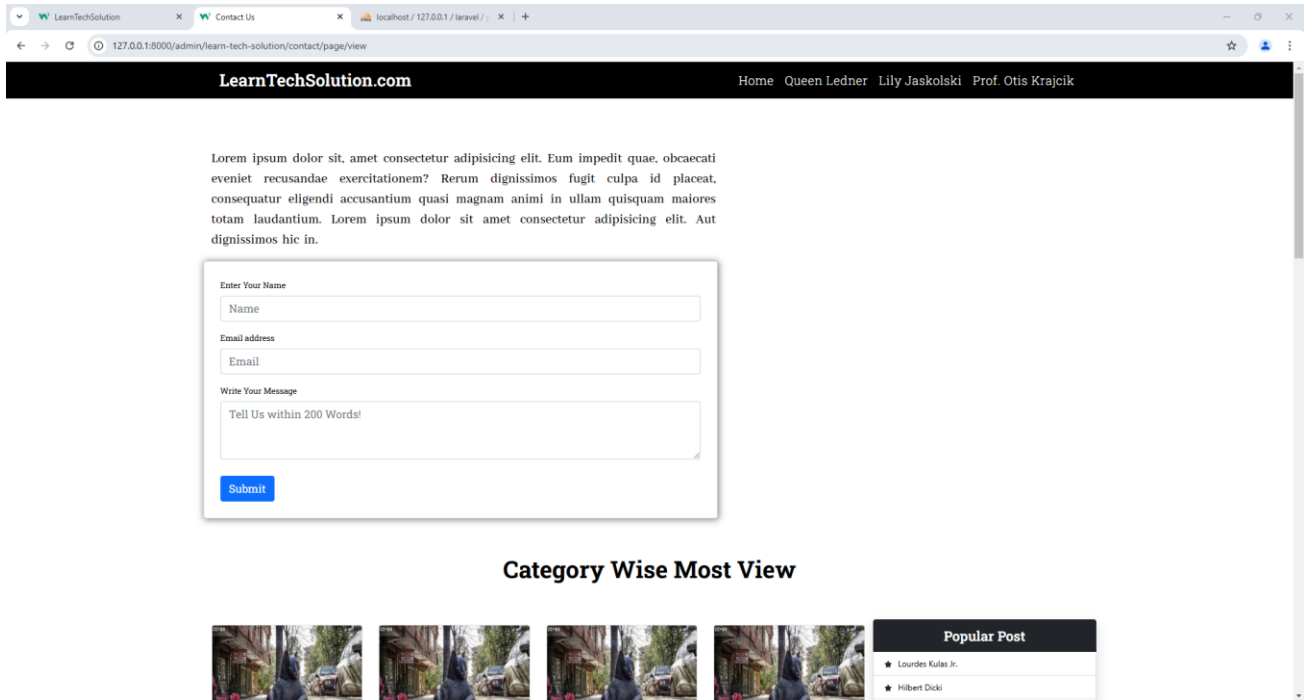 LearnTechSolution
Contact Us
localhost / 127.0.0.1 / laravel /
127.0.0.1:8000/admin/learn-tech-solution/contact/page/view
LearnTechSolution.com
Home Queen Ledner Lily Jaskolski Prof. Otis Krajcik
Lorem ipsum dolor sit, amet consectetur adipisicing elit. Eum impedit quae, obcaecati
eveniet recusandae exercitationem? Rerum dignissimos fugit culpa id placeat,
consequatur eligendi accusantium quasi magnam animi in ullam quisquam maiores
totam laudantium. Lorem ipsum dolor sit amet consectetur adipisicing elit. Aut
dignissimos hic in.
Enter Your Name
Name
Email address
Email
Write Your Message
Tell Us within 200 Words!
Submit
Category Wise Most View
Popular Post
Lourdes Kulas Jr.
Hilbert Dicki